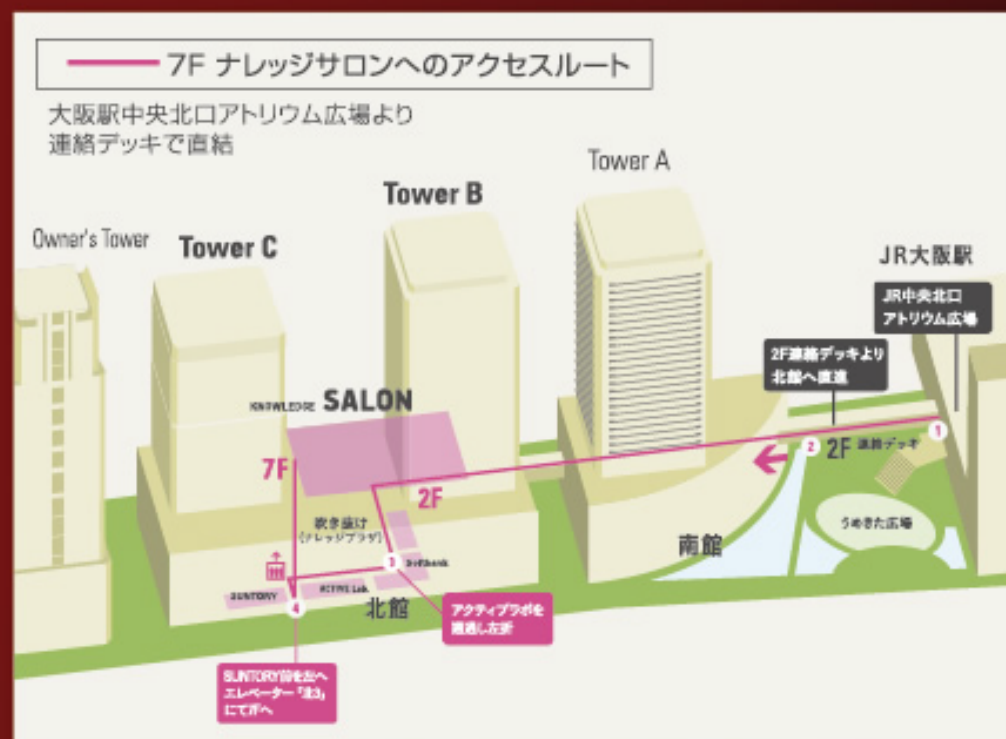 7F ナレッジサロンへのアクセスルート
大阪駅中央北口アトリウム広場より
連絡デッキで直結
Tower A
Tower B
Owner's Tower
Tower C
JR大阪駅
JR中央北口
アトリウム広場
2F連絡デッキより
北館へ直進
KNOWLEDGE SALON
7F
2F
1
2
2F 連絡デッキ
うめきた広場
南館
吹き抜け
(ナレッジプラザ)
3
Softbank
SUNTORY
ACTIVE Lab.
4
北館
アクティブラボを
通過し左折
SUNTORY前を左へ
エレベーター「北3」
にて7Fへ